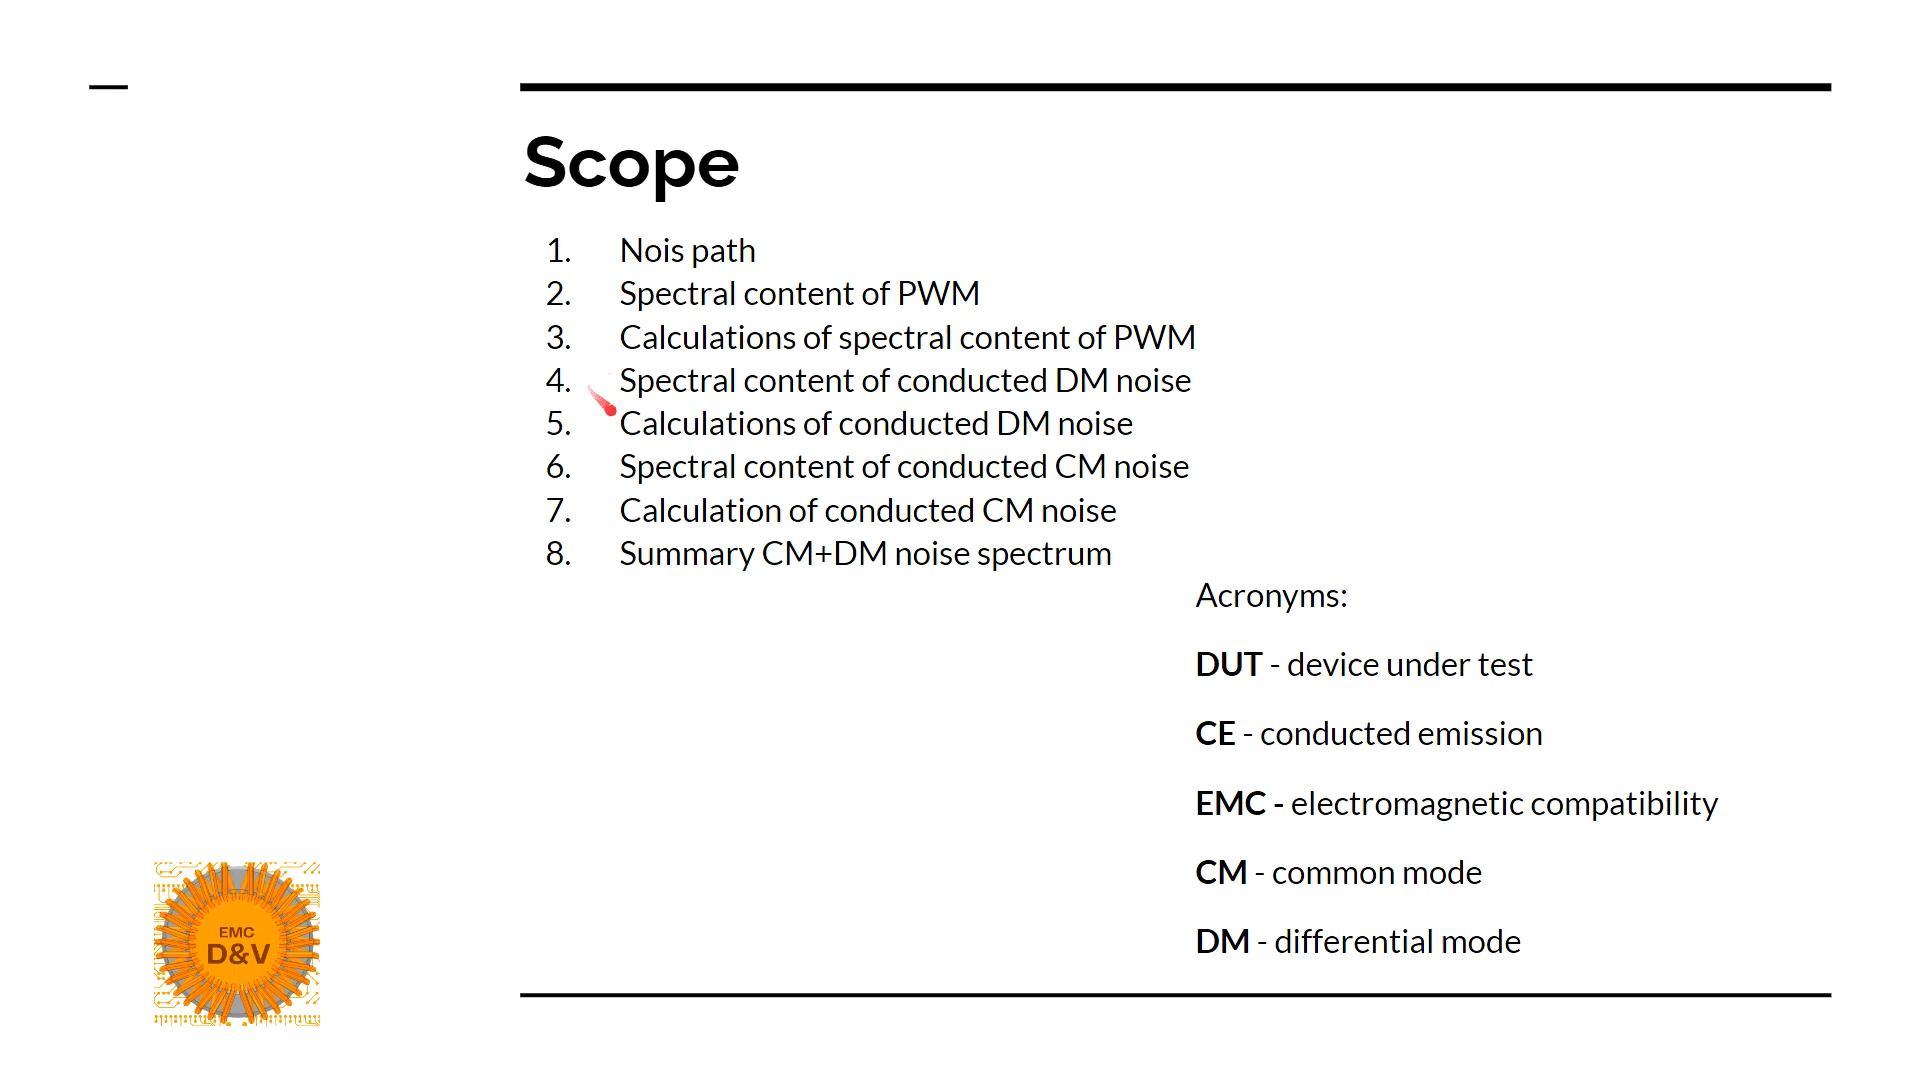 Scope
1. Nois path
2. Spectral content of PWM
3. Calculations of spectral content of PWM
4. Spectral content of conducted DM noise
5. Calculations of conducted DM noise
6. Spectral content of conducted CM noise
7. Calculation of conducted CM noise
8. Summary CM+DM noise spectrum
Acronyms:
DUT - device under test
CE - conducted emission
EMC - electromagnetic compatibility
CM - common mode
DM - differential mode
EMC
D&V